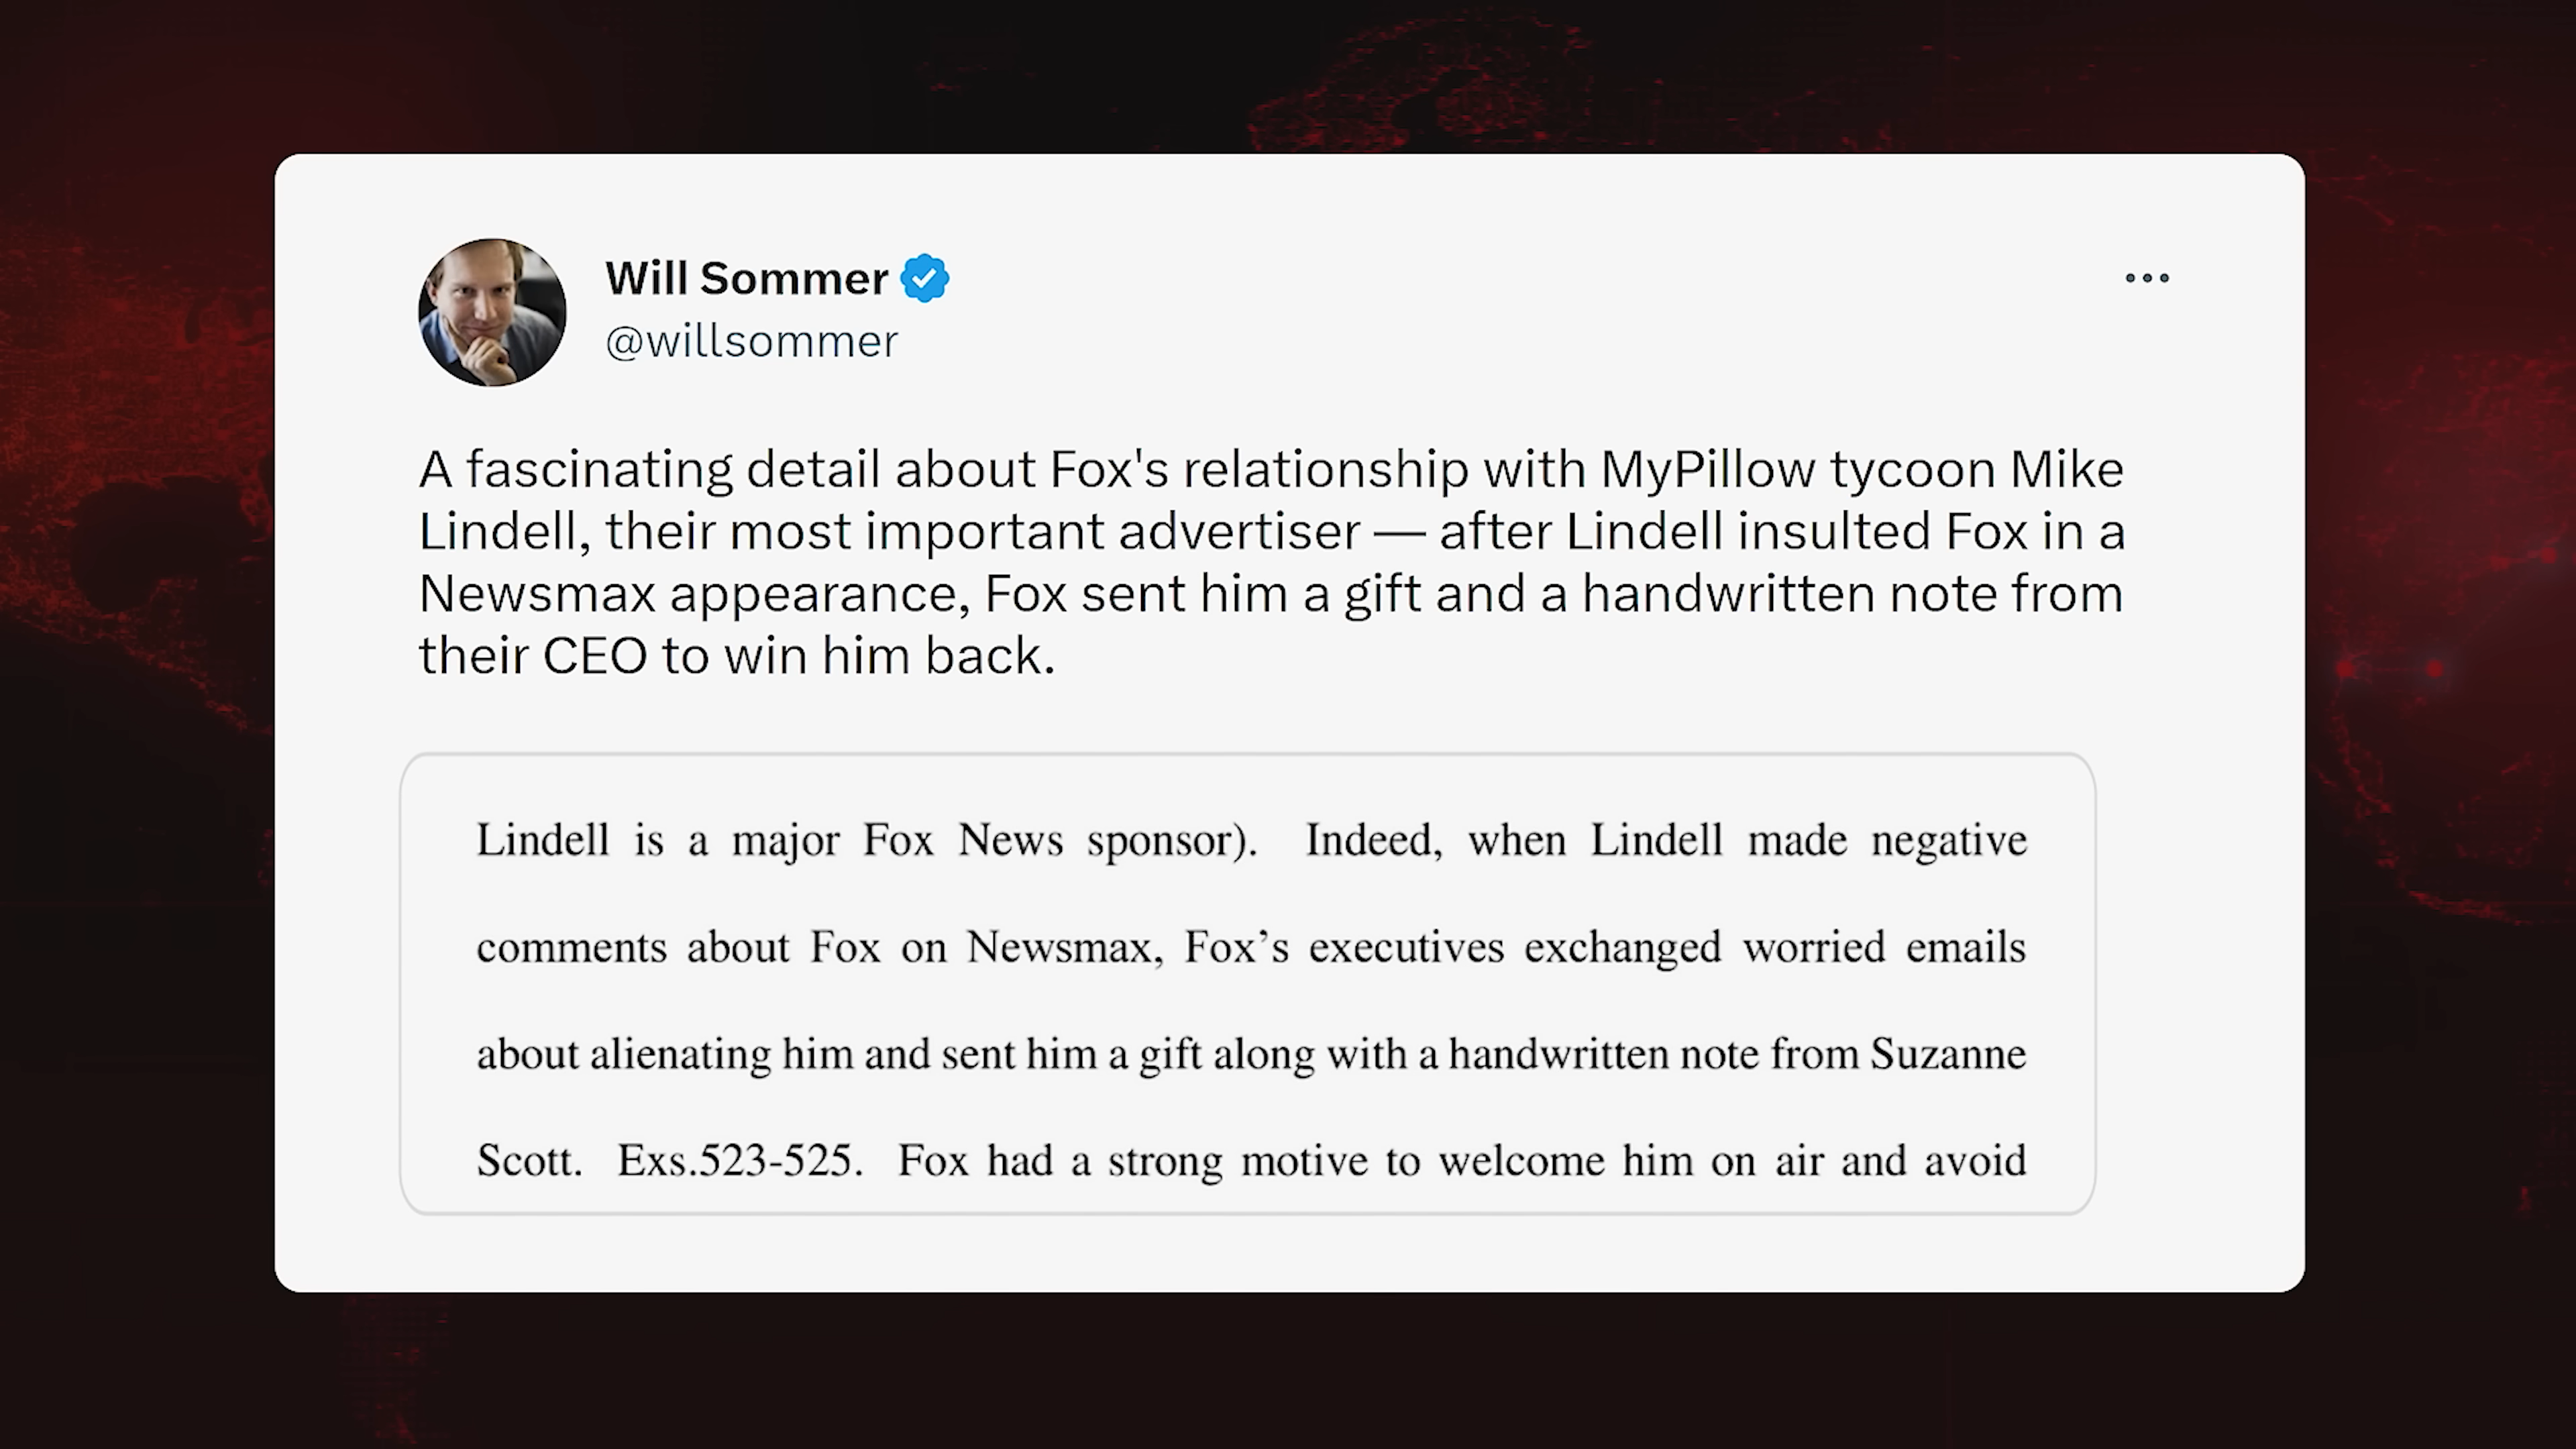 Will Sommer
@willsommer
A fascinating detail about Fox's relationship with MyPillow tycoon Mike
Lindell, their most important advertiser — after Lindell insulted Fox in a
Newsmax appearance, Fox sent him a gift and a handwritten note from
their CEO to win him back.
Lindell is a major Fox News sponsor). Indeed, when Lindell made negative
comments about Fox on Newsmax, Fox’s executives exchanged worried emails
about alienating him and sent him a gift along with a handwritten note from Suzanne
Scott. Exs.523-525. Fox had a strong motive to welcome him on air and avoid